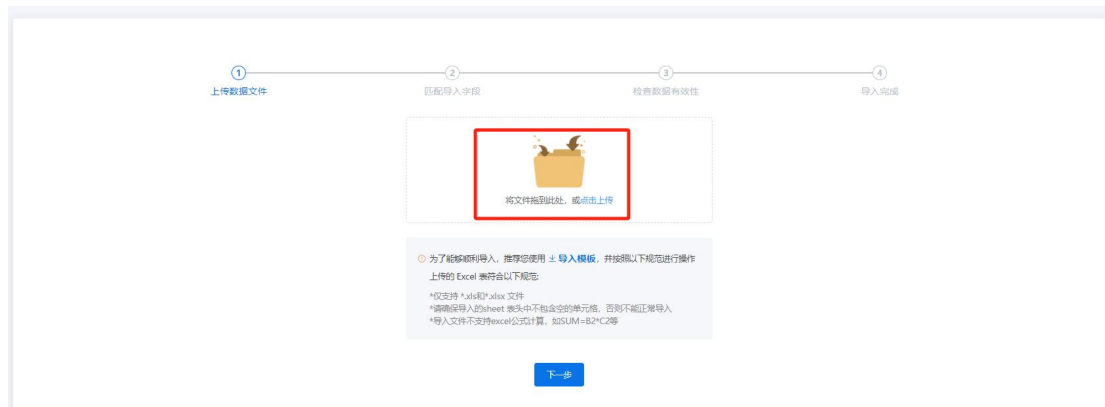 1
上传数据文件
2
匹配导入字段
3
检查数据有效性
4
导入完成
将文件拖到此处，或点击上传
为了能够顺利导入，推荐您使用 导入模板，并按照以下规范进行操作
上传的 Excel 表符合以下规范:
*仅支持 *.xls和*.xlsx 文件
*请确保导入的sheet 表头中不包含空的单元格，否则不能正常导入
*导入文件不支持excel公式计算，如SUM=B2*C2等
下一步